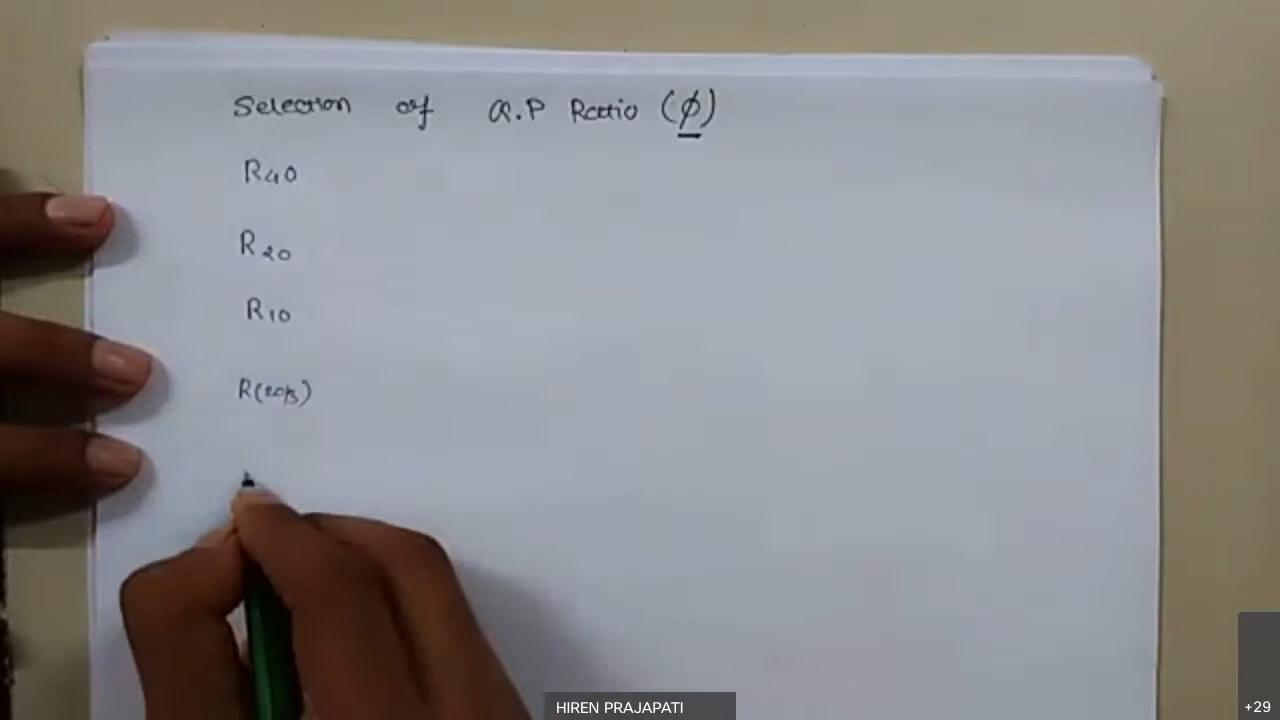 Selection of G.P Ratio (φ)
R40
R20
R10
R(20/3)
HIREN PRAJAPATI
+29